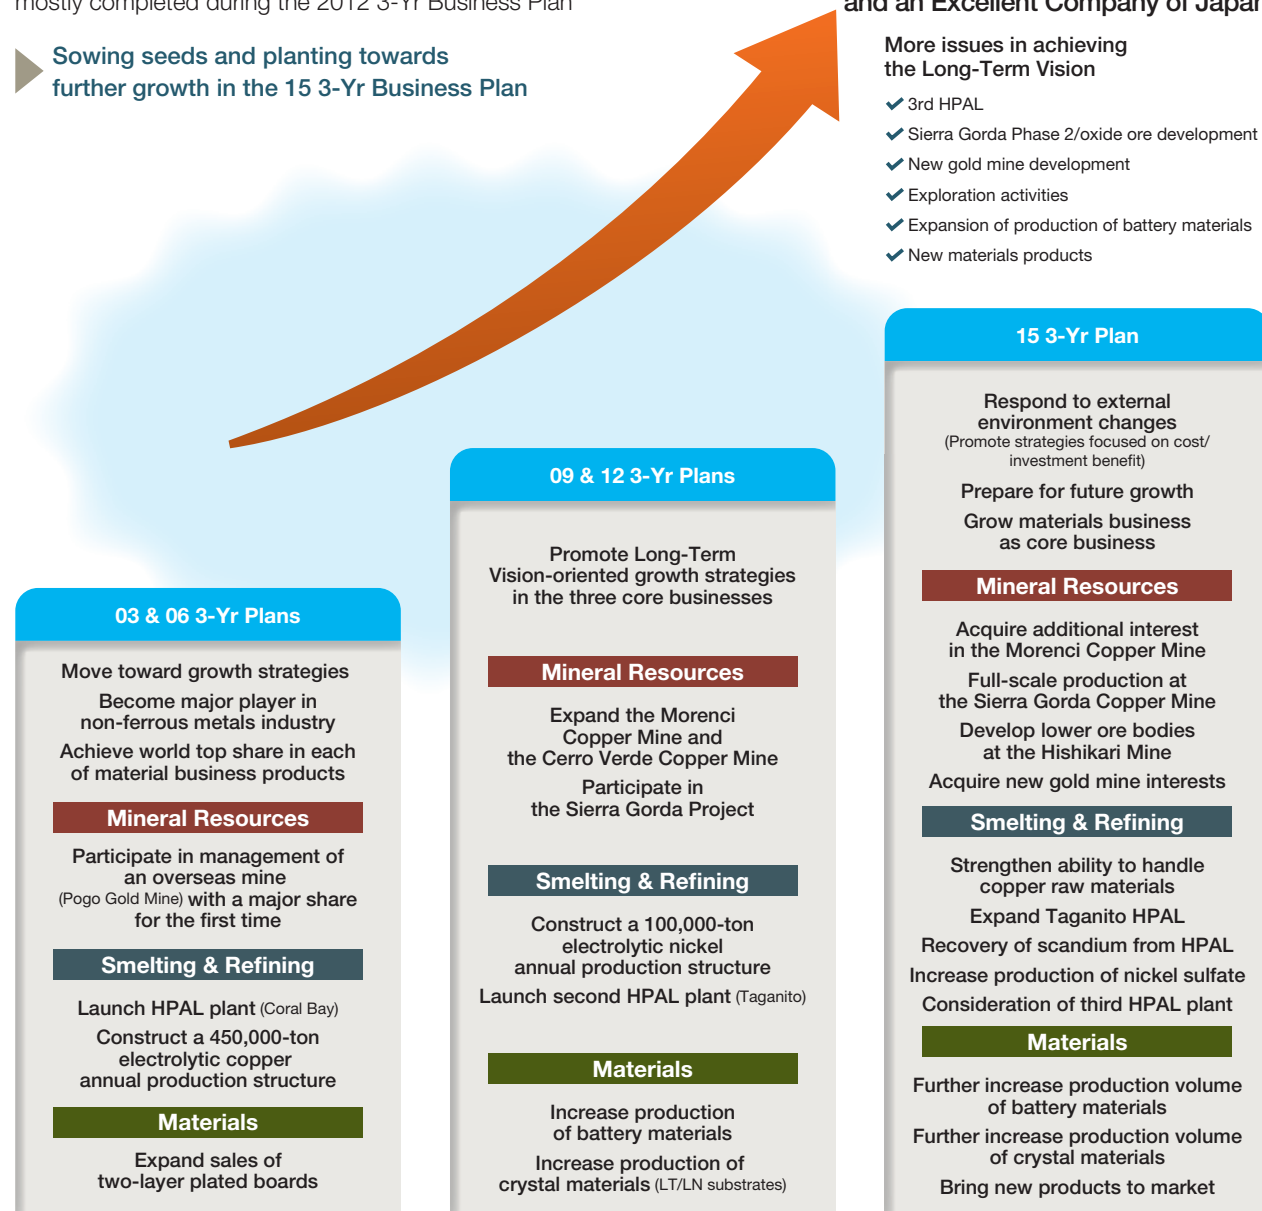 mostly completed during the 2012 3-Yr Business Plan
Sowing seeds and planting towards
further growth in the 15 3-Yr Business Plan
and an Excellent Company of Japan
More issues in achieving
the Long-Term Vision
3rd HPAL
Sierra Gorda Phase 2/oxide ore development
New gold mine development
Exploration activities
Expansion of production of battery materials
New materials products
03 & 06 3-Yr Plans
Move toward growth strategies
Become major player in
non-ferrous metals industry
Achieve world top share in each
of material business products
Mineral Resources
Participate in management of
an overseas mine
(Pogo Gold Mine) with a major share
for the first time
Smelting & Refining
Launch HPAL plant (Coral Bay)
Construct a 450,000-ton
electrolytic copper
annual production structure
Materials
Expand sales of
two-layer plated boards
09 & 12 3-Yr Plans
Promote Long-Term
Vision-oriented growth strategies
in the three core businesses
Mineral Resources
Expand the Morenci
Copper Mine and
the Cerro Verde Copper Mine
Participate in
the Sierra Gorda Project
Smelting & Refining
Construct a 100,000-ton
electrolytic nickel
annual production structure
Launch second HPAL plant (Taganito)
Materials
Increase production
of battery materials
Increase production of
crystal materials (LT/LN substrates)
15 3-Yr Plan
Respond to external
environment changes
(Promote strategies focused on cost/
investment benefit)
Prepare for future growth
Grow materials business
as core business
Mineral Resources
Acquire additional interest
in the Morenci Copper Mine
Full-scale production at
the Sierra Gorda Copper Mine
Develop lower ore bodies
at the Hishikari Mine
Acquire new gold mine interests
Smelting & Refining
Strengthen ability to handle
copper raw materials
Expand Taganito HPAL
Recovery of scandium from HPAL
Increase production of nickel sulfate
Consideration of third HPAL plant
Materials
Further increase production volume
of battery materials
Further increase production volume
of crystal materials
Bring new products to market